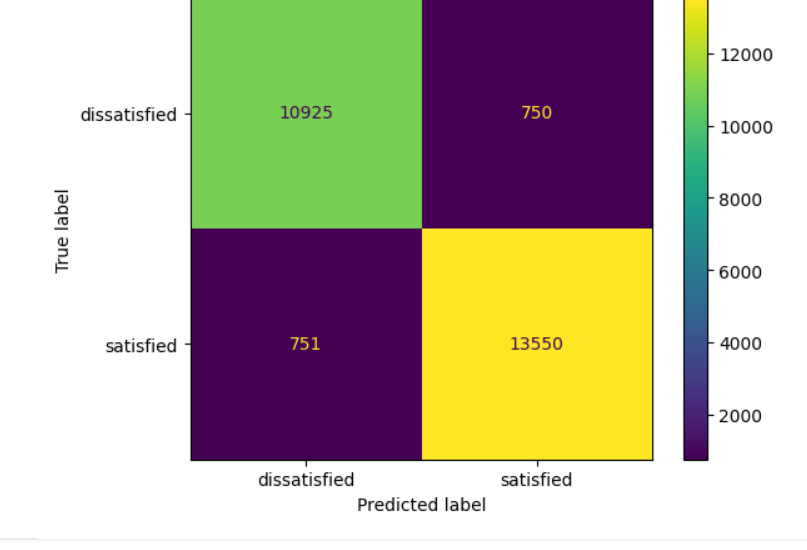 12000
dissatisfied
10925
750
10000
8000
True label
6000
satisfied
751
13550
4000
2000
dissatisfied
satisfied
Predicted label